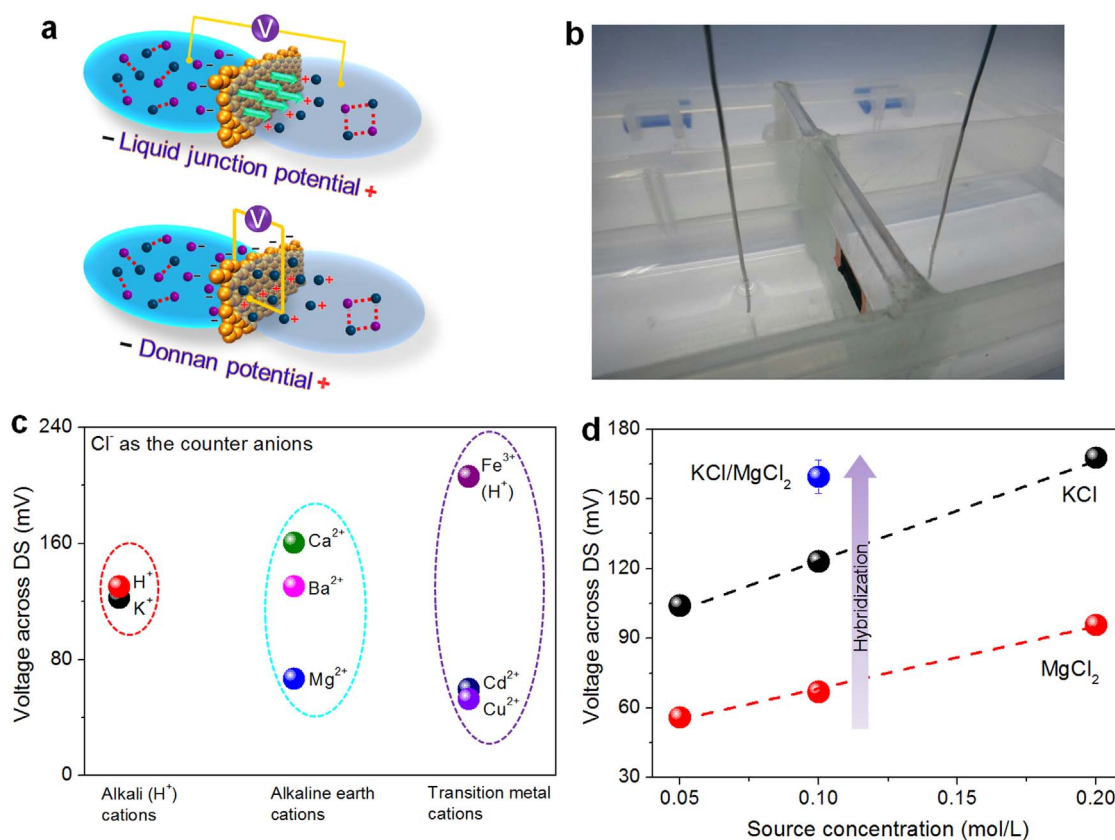 a
V
− Liquid junction potential +
V
− Donnan potential +
b
c
Cl⁻ as the counter anions
Voltage across DS (mV)
240
160
80
0
H⁺
K⁺
Ca²⁺
Ba²⁺
Mg²⁺
Fe³⁺
(H⁺)
Cd²⁺
Cu²⁺
Alkali (H⁺)
cations
Alkaline earth
cations
Transition metal
cations
d
Voltage across DS (mV)
180
150
120
90
60
30
KCl/MgCl₂
Hybridization
KCl
MgCl₂
0.05
0.10
0.15
0.20
Source concentration (mol/L)